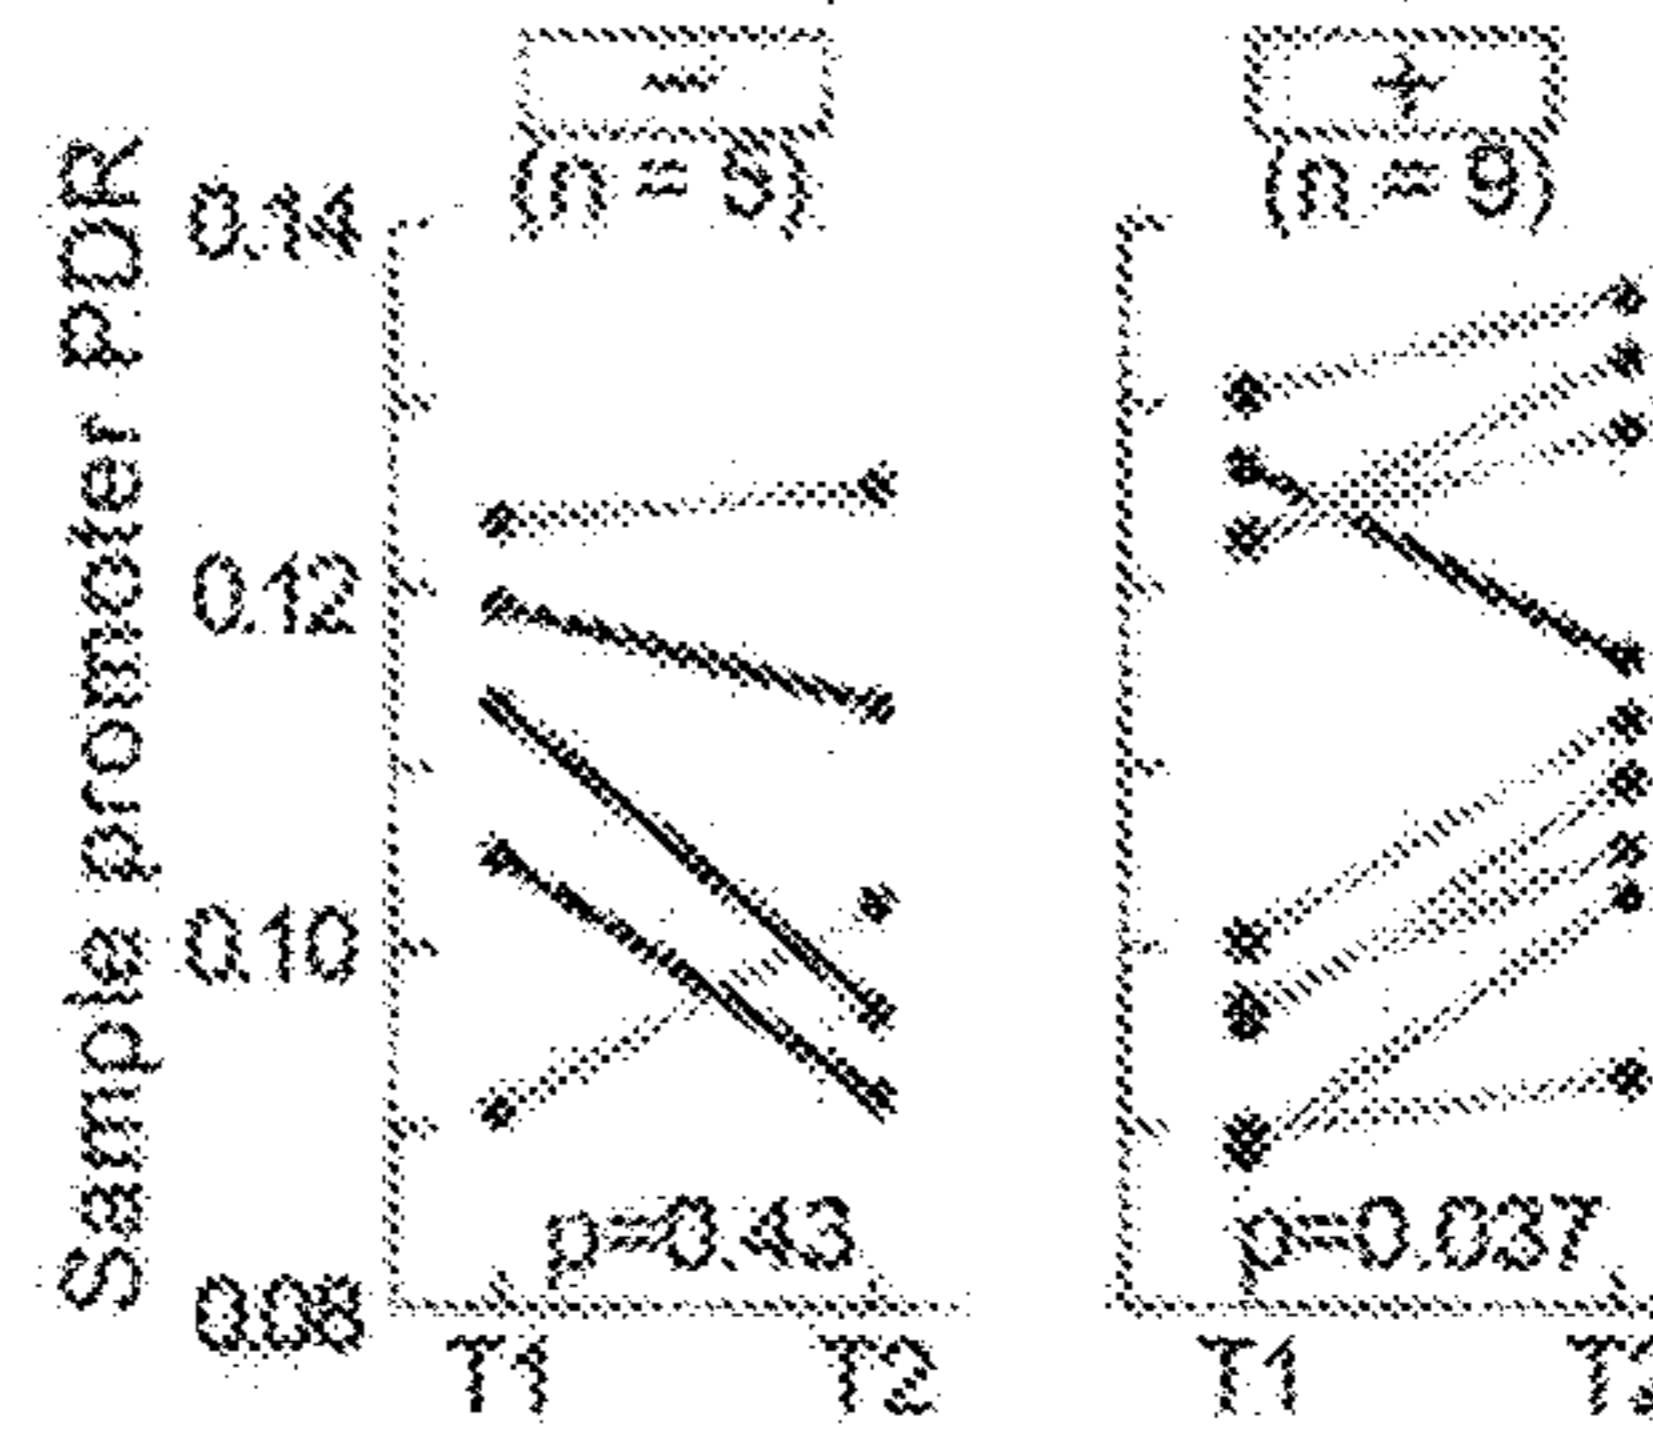 − +
(n = 5) (n = 9)
Sample promoter PDR
0.14
0.12
0.10
0.08
p=0.43 p=0.037
T1 T2 T1